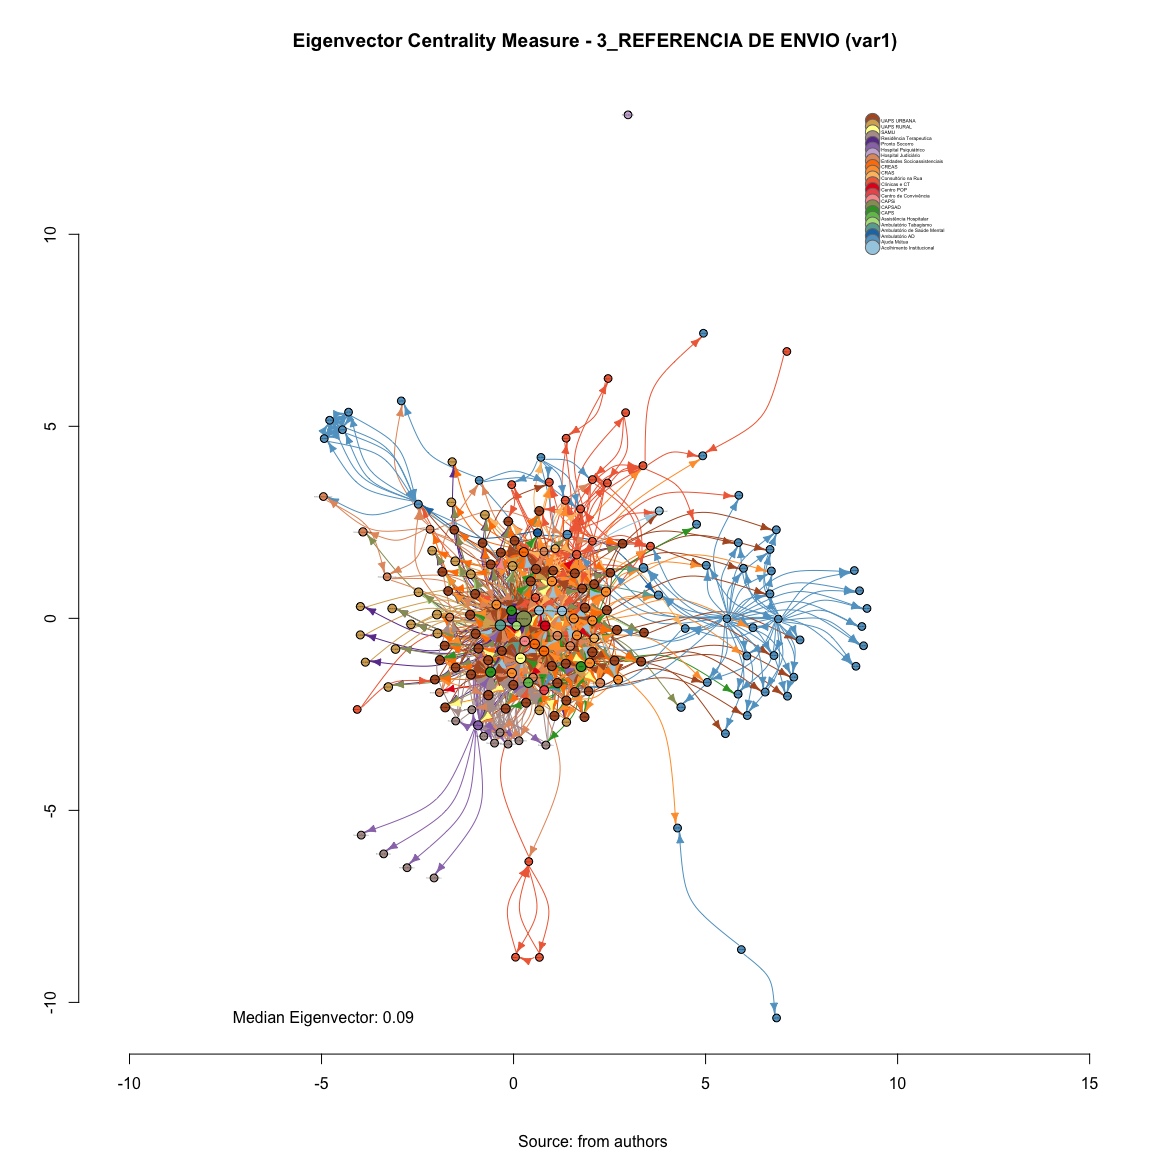 Eigenvector Centrality Measure - 3_REFERENCIA DE ENVIO (var1)
UAPS URBANA
UAPS RURAL
SAMU
Residência Terapeutica
Pronto Socorro
Hospital Psiquiátrico
Hospital Judiciário
Entidades Socioassistenciais
CREAS
CRAS
Consultório na Rua
Clínicas e CT
Centro POP
Centro de Convivência
CAPSi
CAPSAD
CAPS
Assistência Hospitalar
Ambulatório Tabagismo
Ambulatório de Saude Mental
Ambulatório AD
Ajuda Mútua
Acolhimento Institucional
10
5
0
-5
-10
Median Eigenvector: 0.09
-10 -5 0 5 10 15
Source: from authors